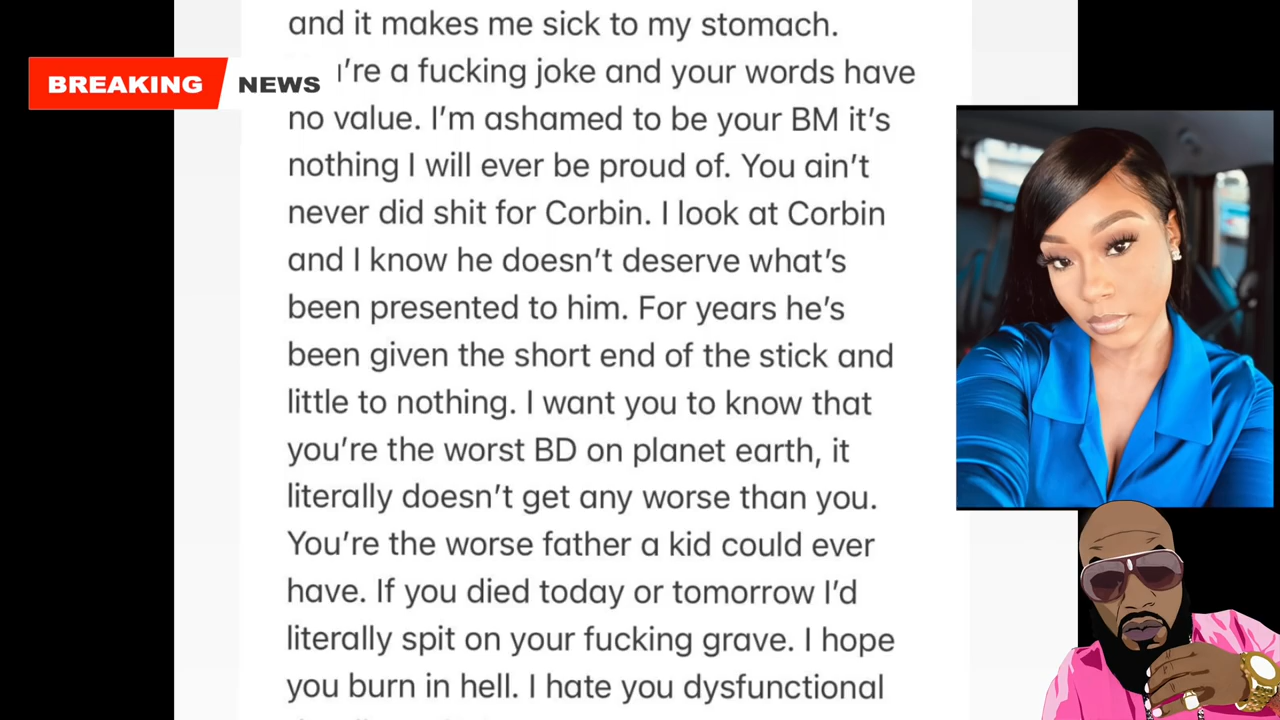 and it makes me sick to my stomach.
BREAKING NEWS
're a fucking joke and your words have
no value. I'm ashamed to be your BM it's
nothing I will ever be proud of. You ain't
never did shit for Corbin. I look at Corbin
and I know he doesn't deserve what's
been presented to him. For years he's
been given the short end of the stick and
little to nothing. I want you to know that
you're the worst BD on planet earth, it
literally doesn't get any worse than you.
You're the worse father a kid could ever
have. If you died today or tomorrow I'd
literally spit on your fucking grave. I hope
you burn in hell. I hate you dysfunctional